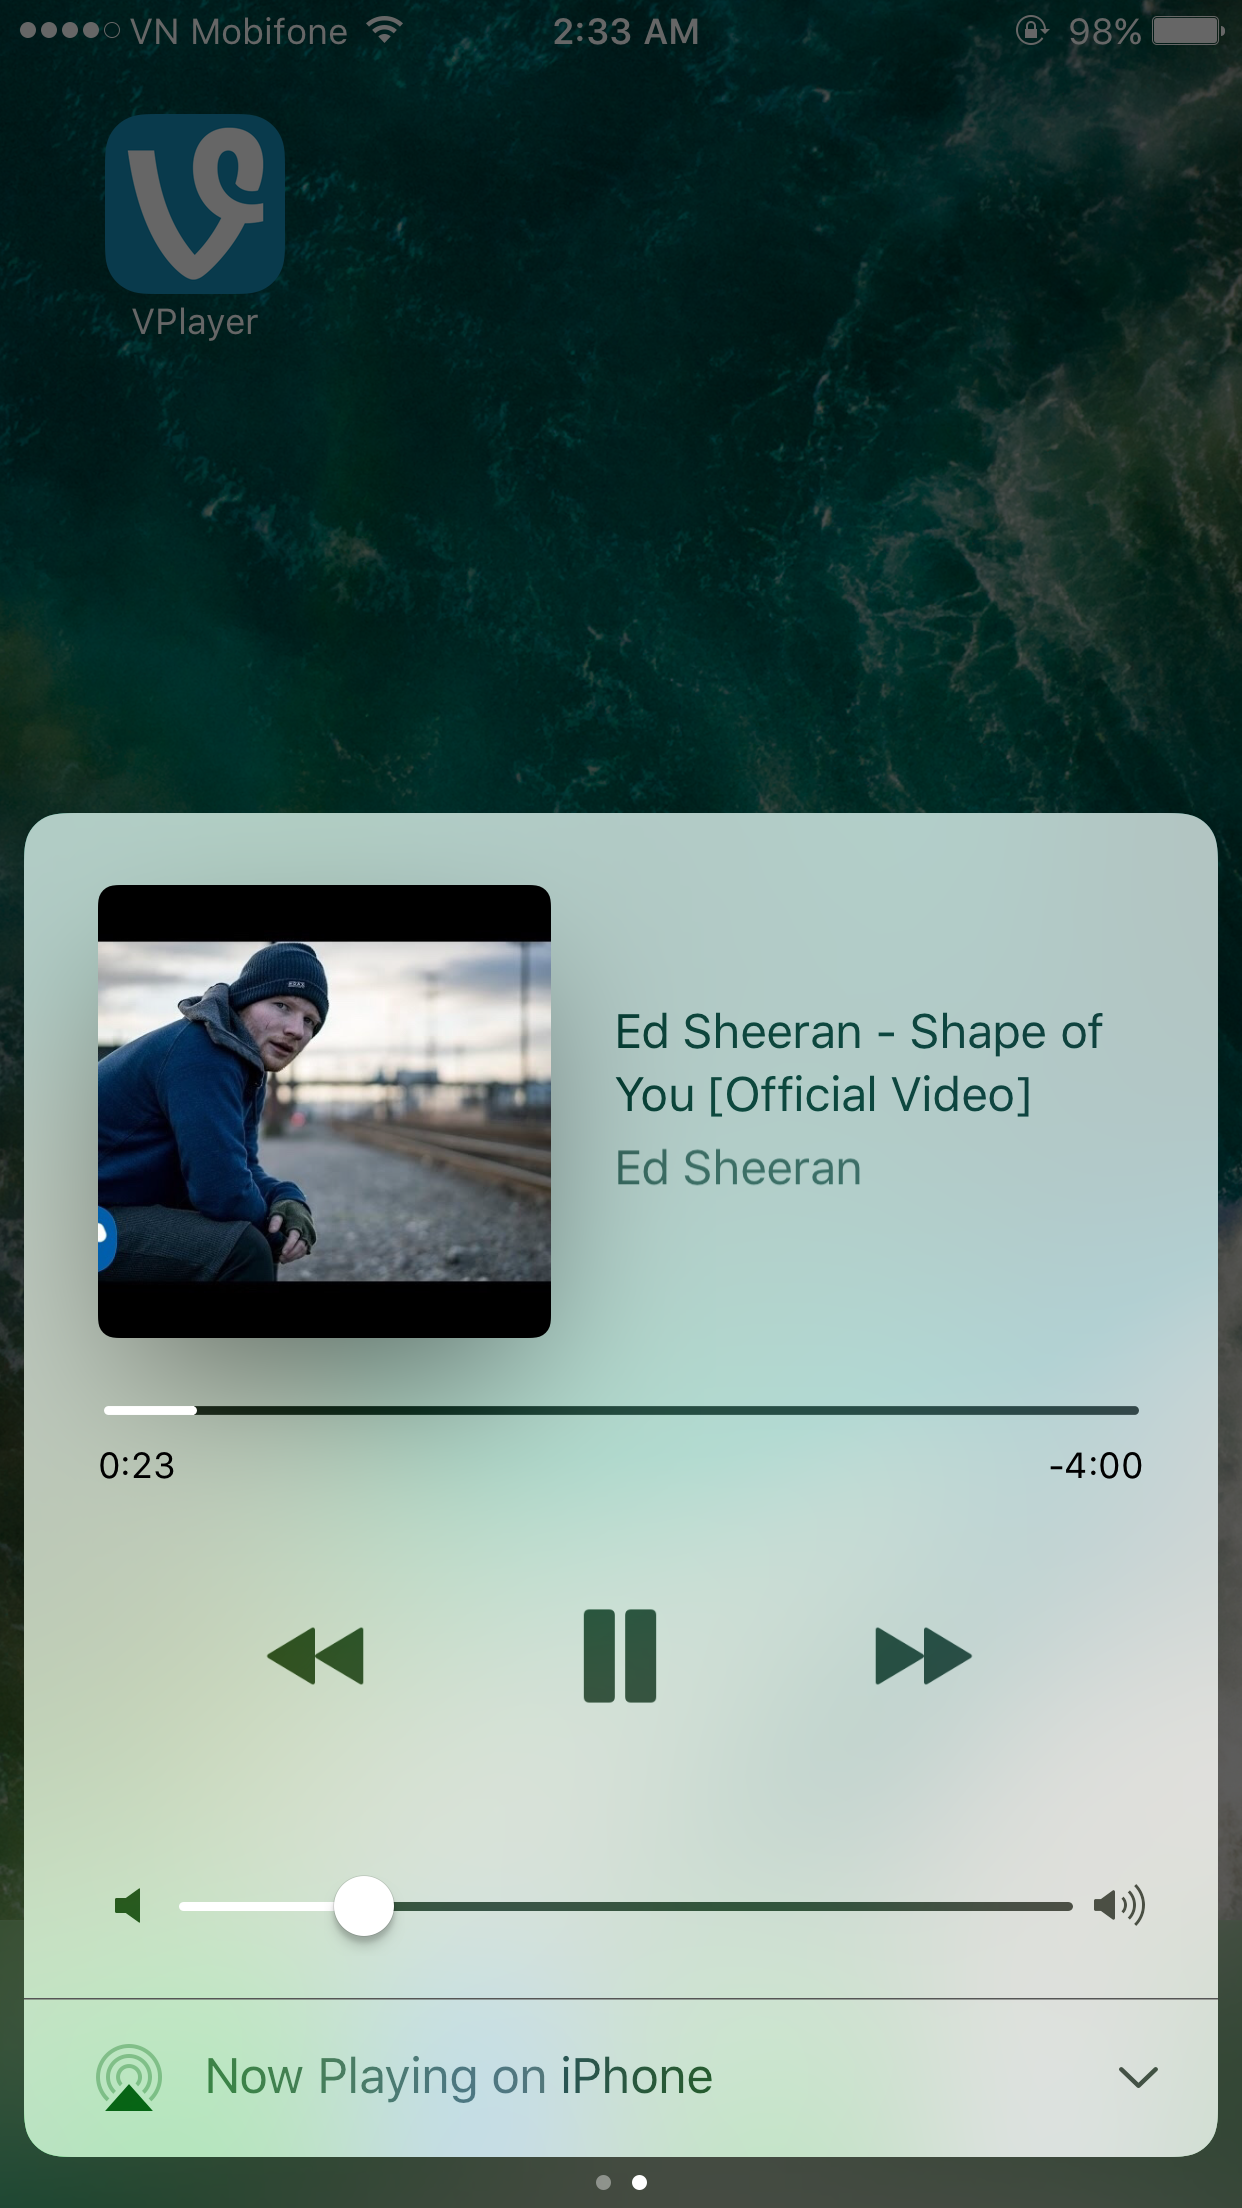 VN Mobifone 2:33 AM 98%
VPlayer
Ed Sheeran - Shape of
You [Official Video]
Ed Sheeran
0:23 -4:00
Now Playing on iPhone